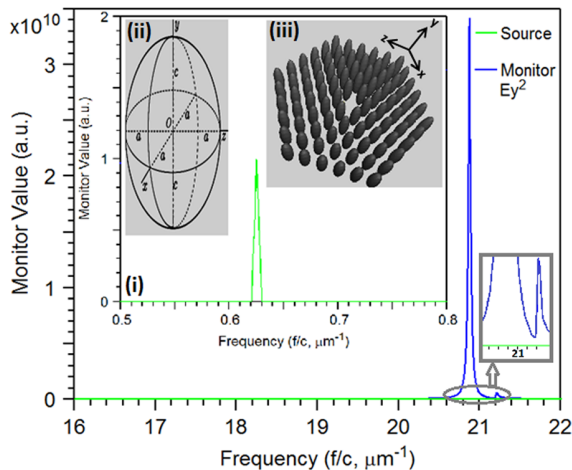 x10¹⁰
3
2
1
0
Monitor Value (a.u.)
16 17 18 19 20 21 22
Frequency (f/c, μm⁻¹)
Source
Monitor
Ey²
(i)
2
1
0
Monitor Value (a.u.)
0.5 0.6 0.7 0.8
Frequency (f/c, μm⁻¹)
(ii)
y
c
O
a
a
a
z
a
x
c
(iii)
y
z
x
21